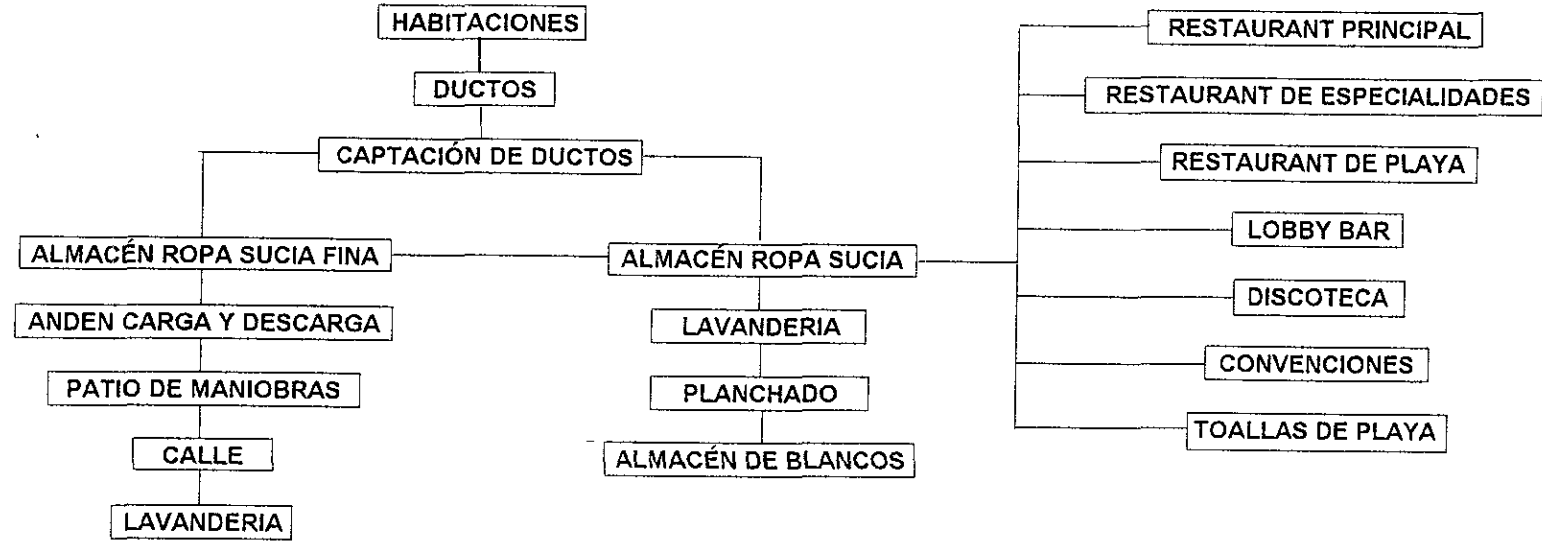 HABITACIONES
DUCTOS
CAPTACIÓN DE DUCTOS
ALMACÉN ROPA SUCIA FINA
ANDEN CARGA Y DESCARGA
PATIO DE MANIOBRAS
CALLE
LAVANDERIA
ALMACÉN ROPA SUCIA
LAVANDERIA
PLANCHADO
ALMACÉN DE BLANCOS
RESTAURANT PRINCIPAL
RESTAURANT DE ESPECIALIDADES
RESTAURANT DE PLAYA
LOBBY BAR
DISCOTECA
CONVENCIONES
TOALLAS DE PLAYA